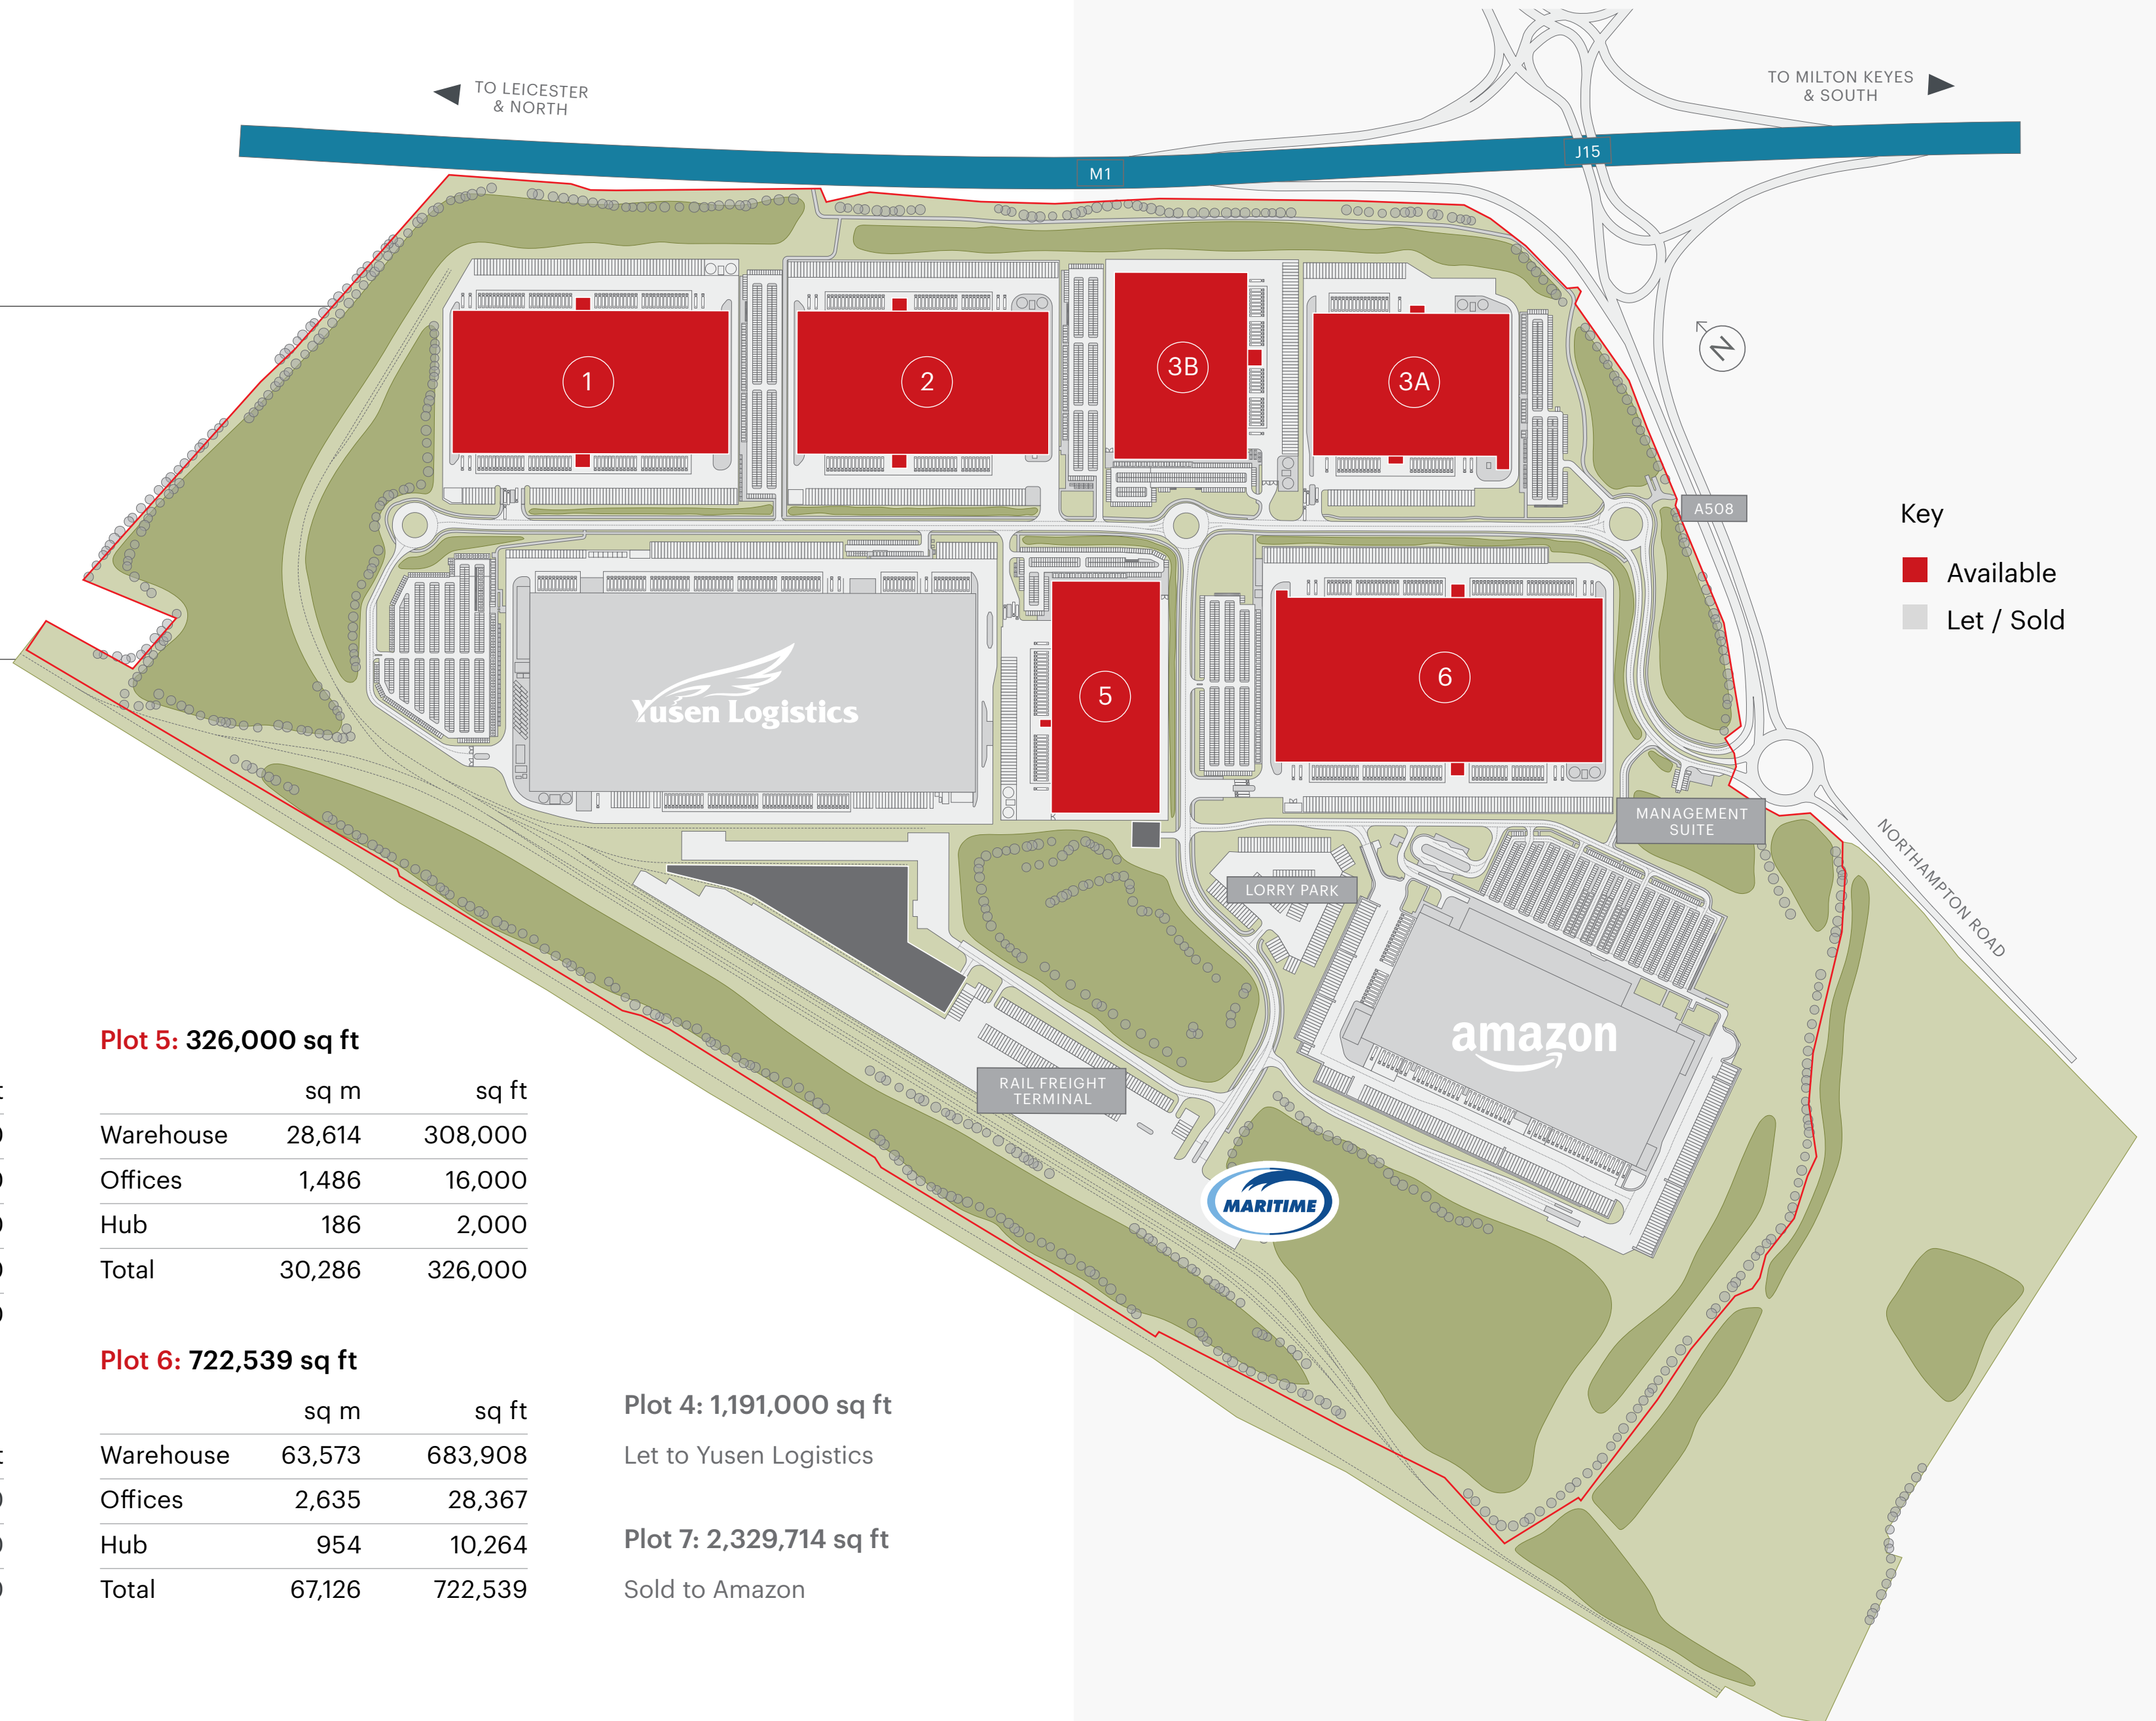 TO LEICESTER
& NORTH
TO MILTON KEYES
& SOUTH
M1
J15
1
2
3B
3A
N
A508
Key
Available
Let / Sold
Yusen Logistics
5
6
MANAGEMENT
SUITE
NORTHAMPTON ROAD
LORRY PARK
amazon
RAIL FREIGHT
TERMINAL
MARITIME
Plot 5: 326,000 sq ft
sq m sq ft
Warehouse 28,614 308,000
Offices 1,486 16,000
Hub 186 2,000
Total 30,286 326,000
Plot 6: 722,539 sq ft
sq m sq ft
Warehouse 63,573 683,908
Offices 2,635 28,367
Hub 954 10,264
Total 67,126 722,539
Plot 4: 1,191,000 sq ft
Let to Yusen Logistics
Plot 7: 2,329,714 sq ft
Sold to Amazon